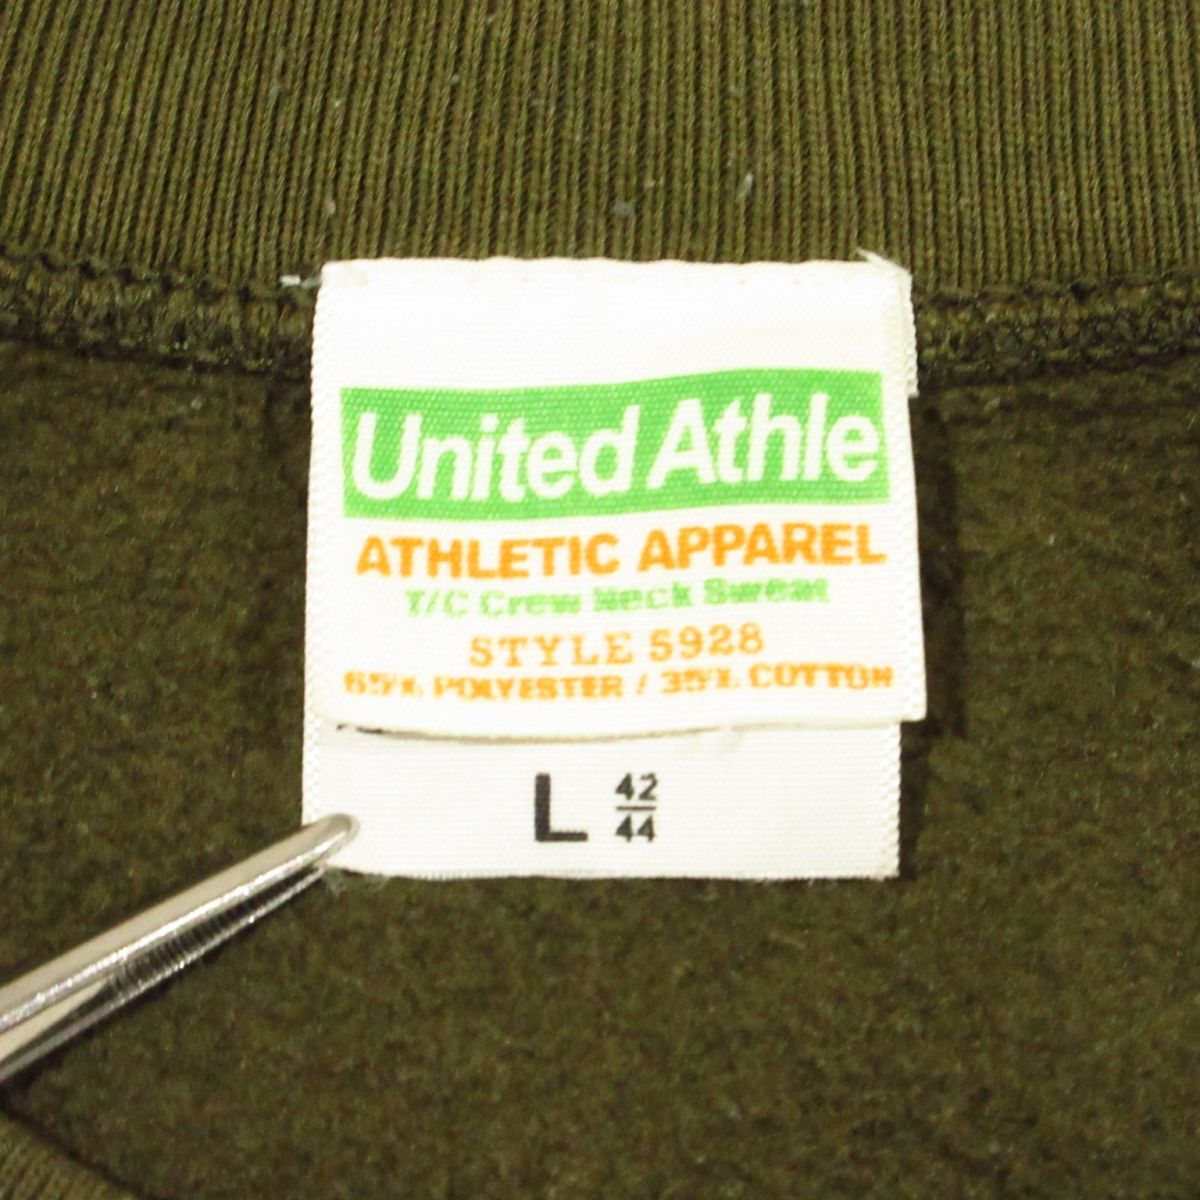 United Athle
ATHLETIC APPAREL
T/C Crew Neck Sweat
STYLE 5928
65% POLYESTER / 35% COTTON
L 42/44